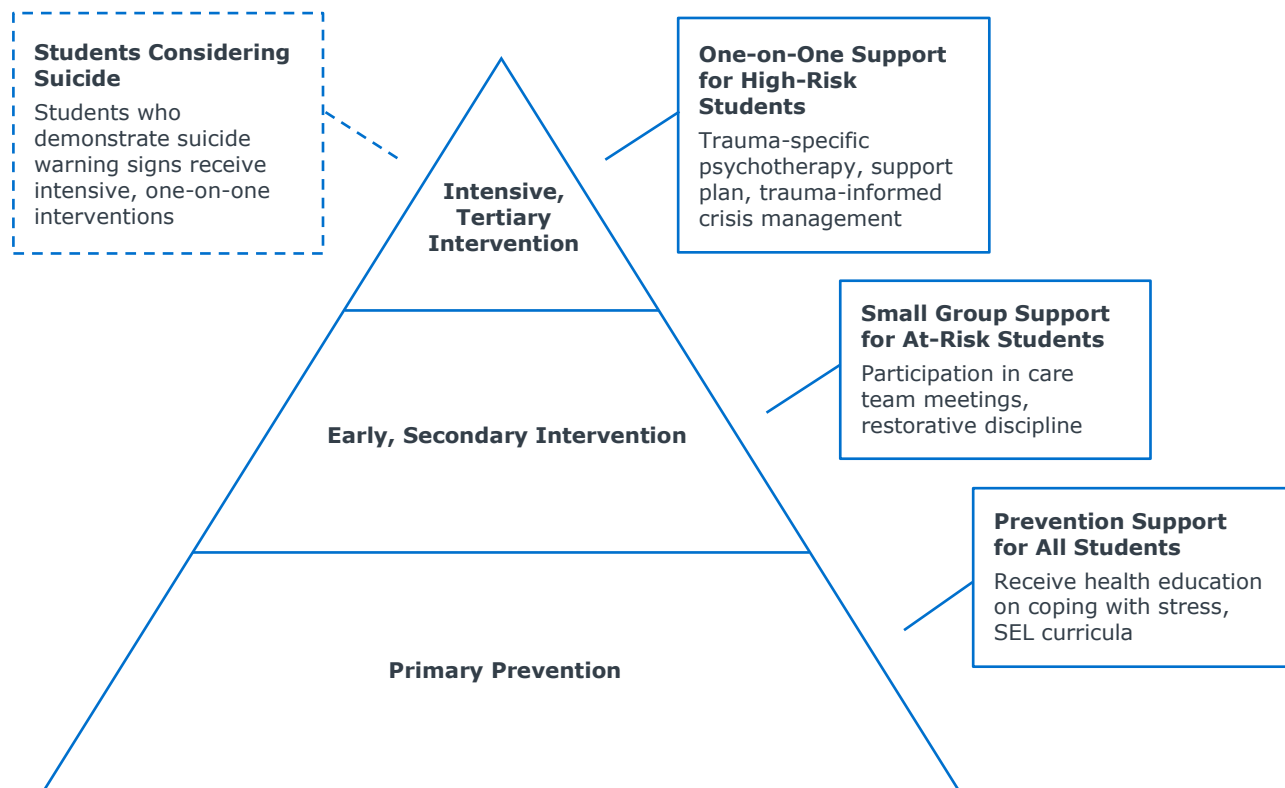 Students Considering
Suicide
Students who
demonstrate suicide
warning signs receive
intensive, one-on-one
interventions
One-on-One Support
for High-Risk
Students
Trauma-specific
psychotherapy, support
plan, trauma-informed
crisis management
Intensive,
Tertiary
Intervention
Small Group Support
for At-Risk Students
Participation in care
team meetings,
restorative discipline
Early, Secondary Intervention
Prevention Support
for All Students
Receive health education
on coping with stress,
SEL curricula
Primary Prevention